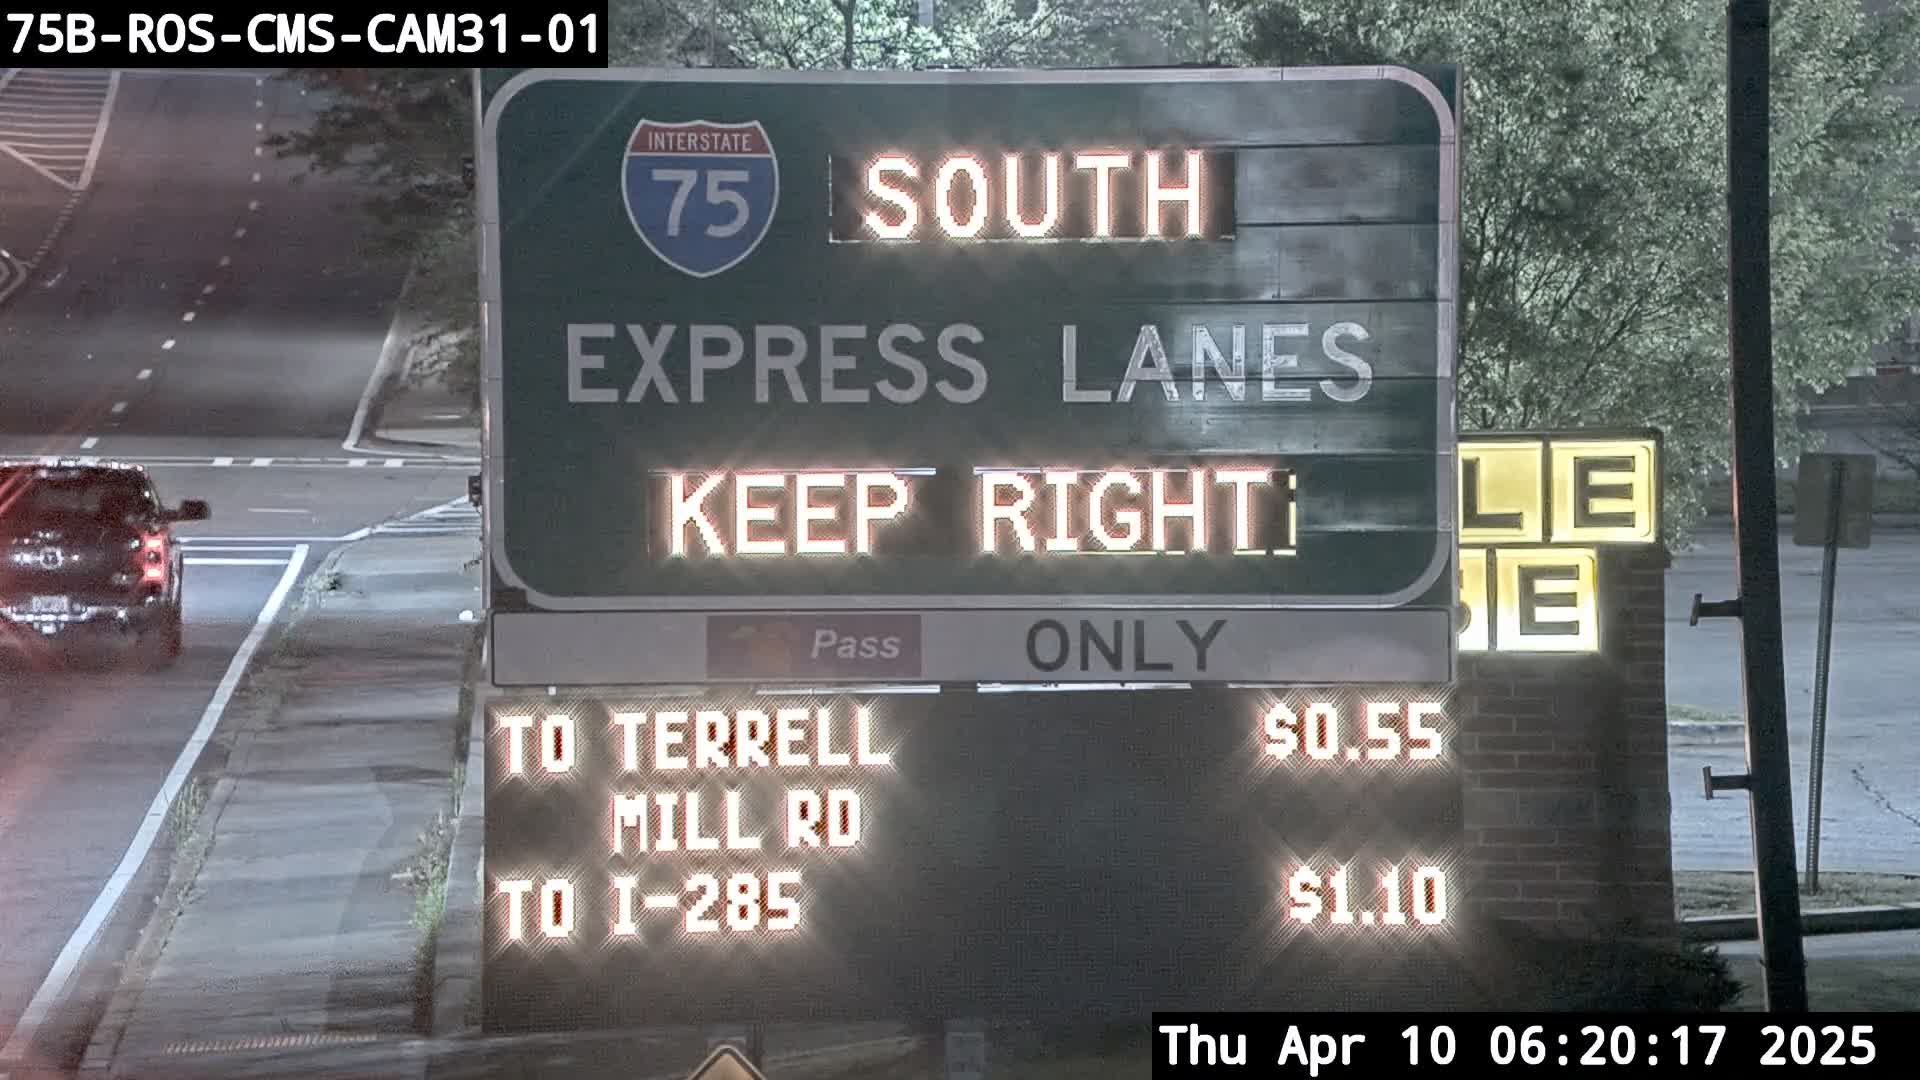 75B-ROS-CMS-CAM31-01
INTERSTATE
75
SOUTH
EXPRESS LANES
KEEP RIGHT
LE
E
Pass ONLY
TO TERRELL $0.55
MILL RD
TO I-285 $1.10
Thu Apr 10 06:20:17 2025